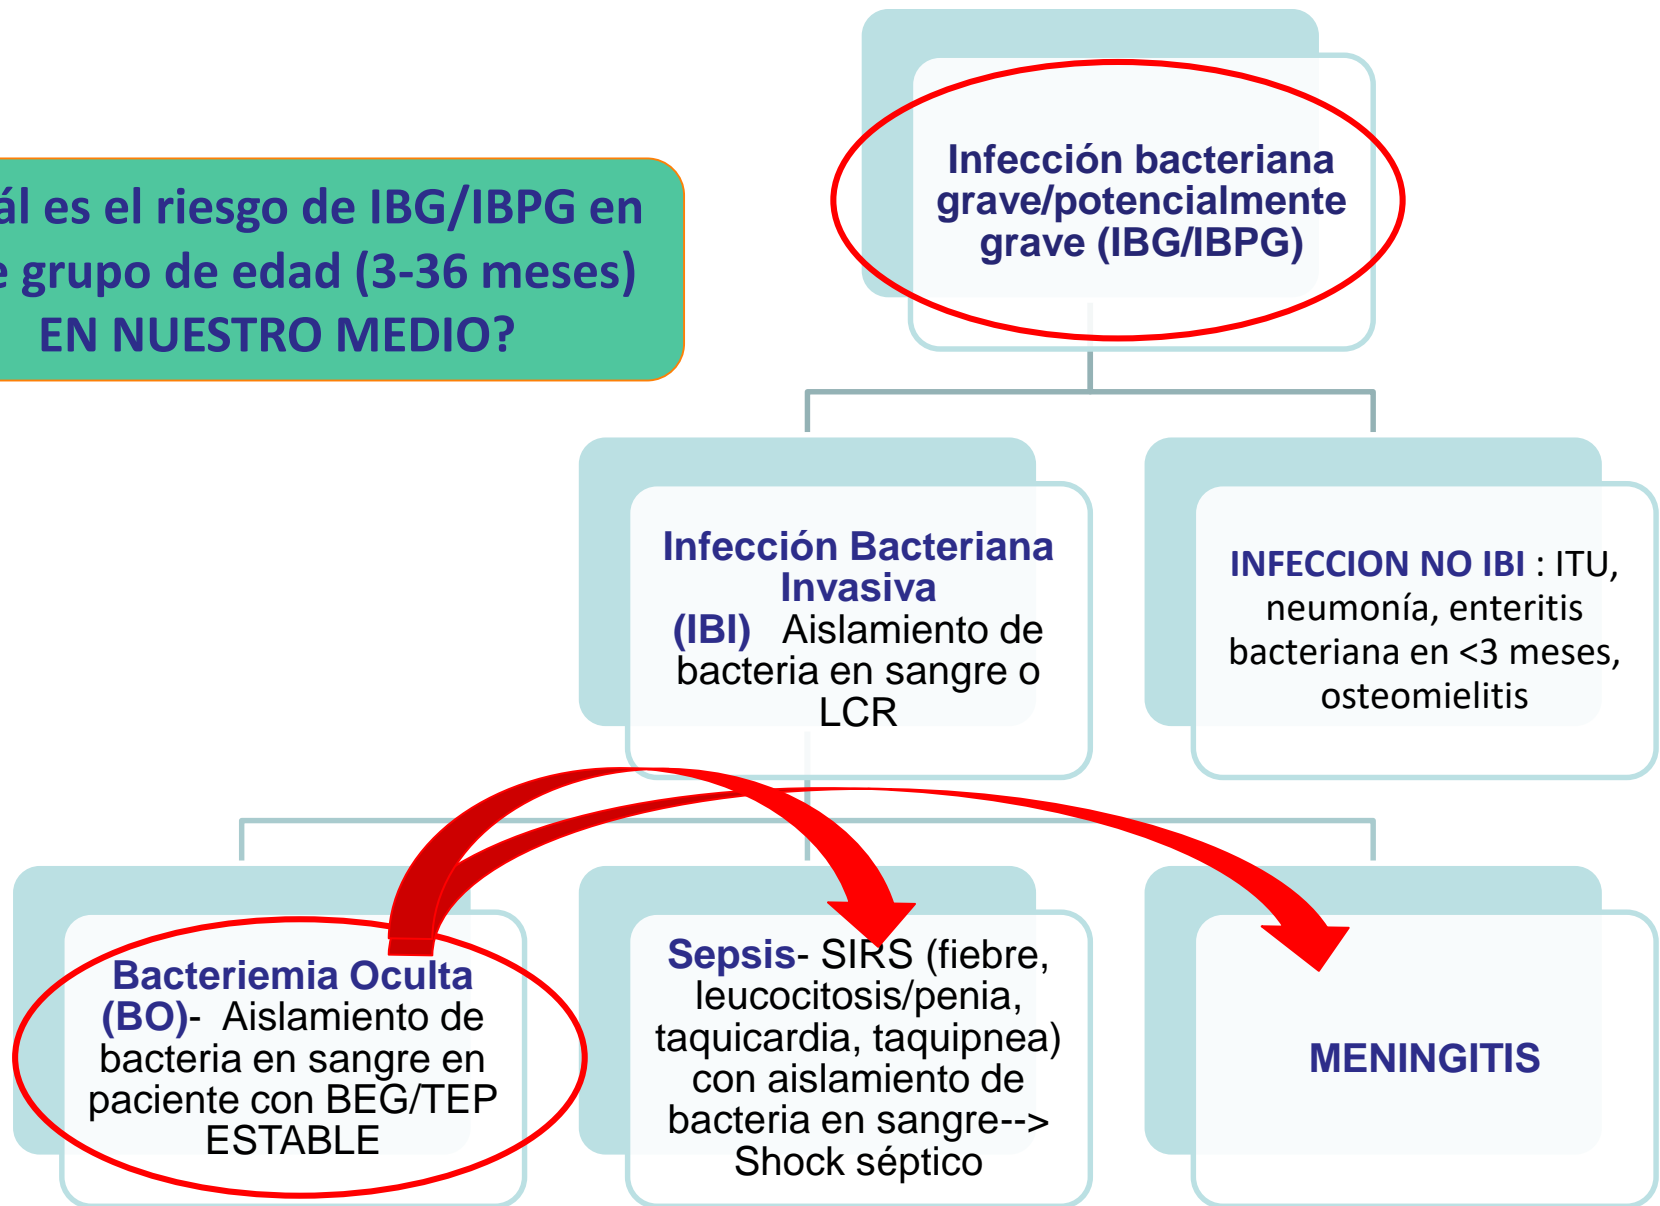 ál es el riesgo de IBG/IBPG en
e grupo de edad (3-36 meses)
EN NUESTRO MEDIO?
Infección bacteriana
grave/potencialmente
grave (IBG/IBPG)
Infección Bacteriana
Invasiva
(IBI) Aislamiento de
bacteria en sangre o
LCR
INFECCION NO IBI : ITU,
neumonía, enteritis
bacteriana en <3 meses,
osteomielitis
Bacteriemia Oculta
(BO)- Aislamiento de
bacteria en sangre en
paciente con BEG/TEP
ESTABLE
Sepsis- SIRS (fiebre,
leucocitosis/penia,
taquicardia, taquipnea)
con aislamiento de
bacteria en sangre-->
Shock séptico
MENINGITIS